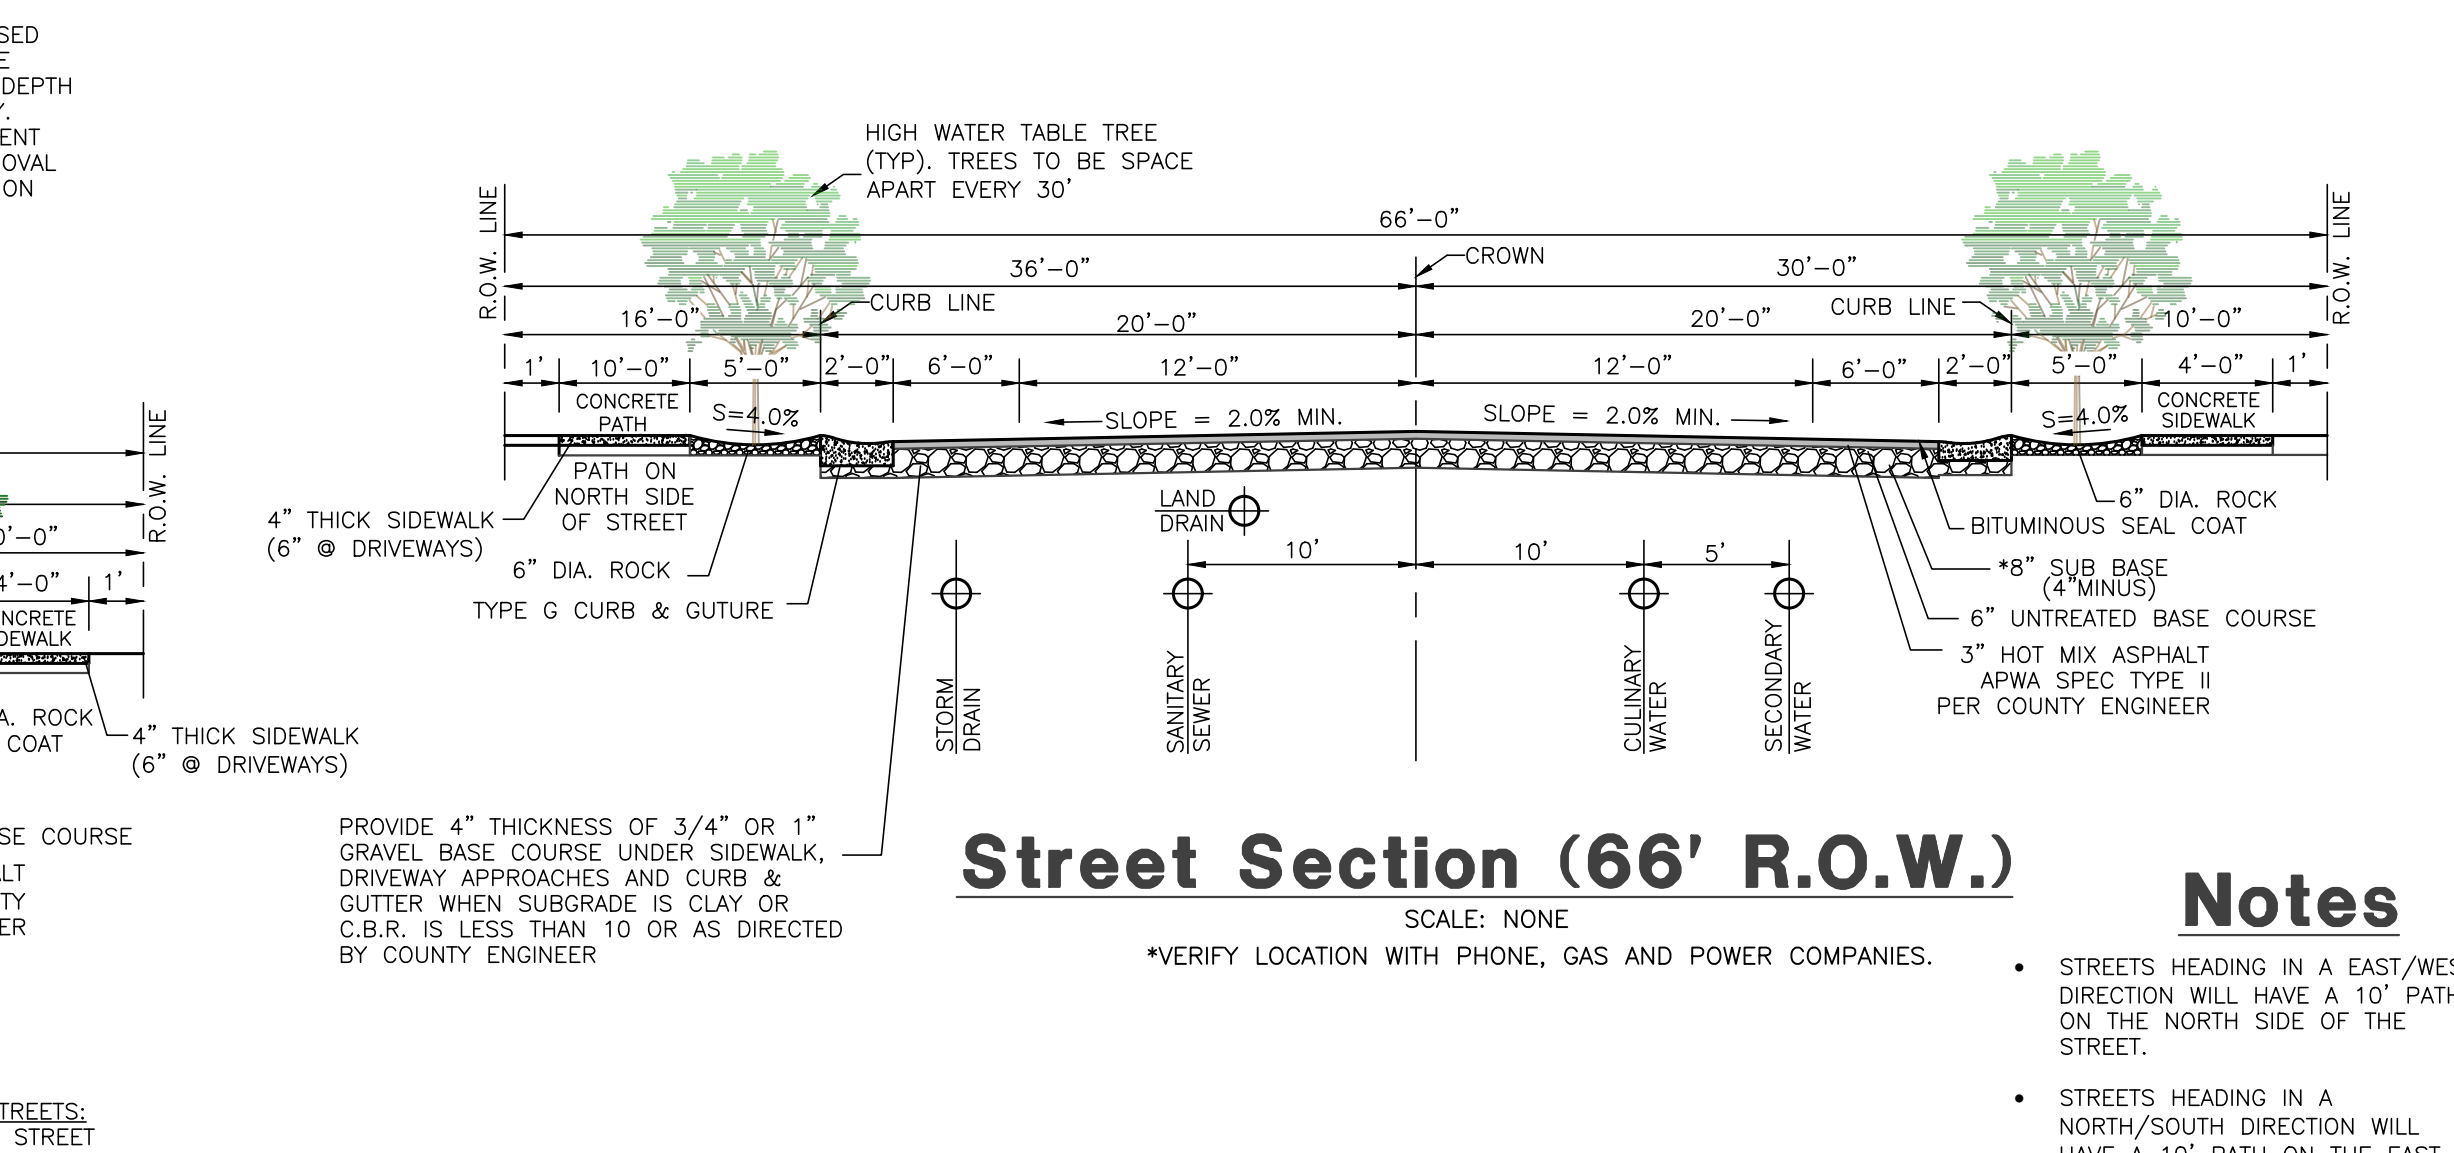 SED
E
DEPTH
Y.
ENT
OVAL
ON
R.O.W. LINE
0'-0"
4'-0" 1'
NCRETE
DEWALK
A. ROCK
COAT
4" THICK SIDEWALK
(6" @ DRIVEWAYS)
SE COURSE
ALT
TY
ER
TREETS:
STREET
HIGH WATER TABLE TREE
(TYP). TREES TO BE SPACE
APART EVERY 30'
R.O.W. LINE
R.O.W. LINE
66'-0"
CROWN
36'-0" 30'-0"
CURB LINE CURB LINE
16'-0" 20'-0" 20'-0" 10'-0"
1' 10'-0" 5'-0" 2'-0" 6'-0" 12'-0" 12'-0" 6'-0" 2'-0" 5'-0" 4'-0" 1'
CONCRETE
PATH
S=4.0%
SLOPE = 2.0% MIN. SLOPE = 2.0% MIN.
S=4.0%
CONCRETE
SIDEWALK
PATH ON
NORTH SIDE
OF STREET
4" THICK SIDEWALK
(6" @ DRIVEWAYS)
6" DIA. ROCK
TYPE G CURB & GUTURE
LAND
DRAIN
10' 10' 5'
STORM
DRAIN
SANITARY
SEWER
CULINARY
WATER
SECONDARY
WATER
6" DIA. ROCK
BITUMINOUS SEAL COAT
*8" SUB BASE
(4"MINUS)
6" UNTREATED BASE COURSE
3" HOT MIX ASPHALT
APWA SPEC TYPE II
PER COUNTY ENGINEER
PROVIDE 4" THICKNESS OF 3/4" OR 1"
GRAVEL BASE COURSE UNDER SIDEWALK,
DRIVEWAY APPROACHES AND CURB &
GUTTER WHEN SUBGRADE IS CLAY OR
C.B.R. IS LESS THAN 10 OR AS DIRECTED
BY COUNTY ENGINEER
Street Section (66' R.O.W.)
SCALE: NONE
*VERIFY LOCATION WITH PHONE, GAS AND POWER COMPANIES.
Notes
• STREETS HEADING IN A EAST/WES
DIRECTION WILL HAVE A 10' PATH
ON THE NORTH SIDE OF THE
STREET.
• STREETS HEADING IN A
NORTH/SOUTH DIRECTION WILL
HAVE A 10' PATH ON THE EAST